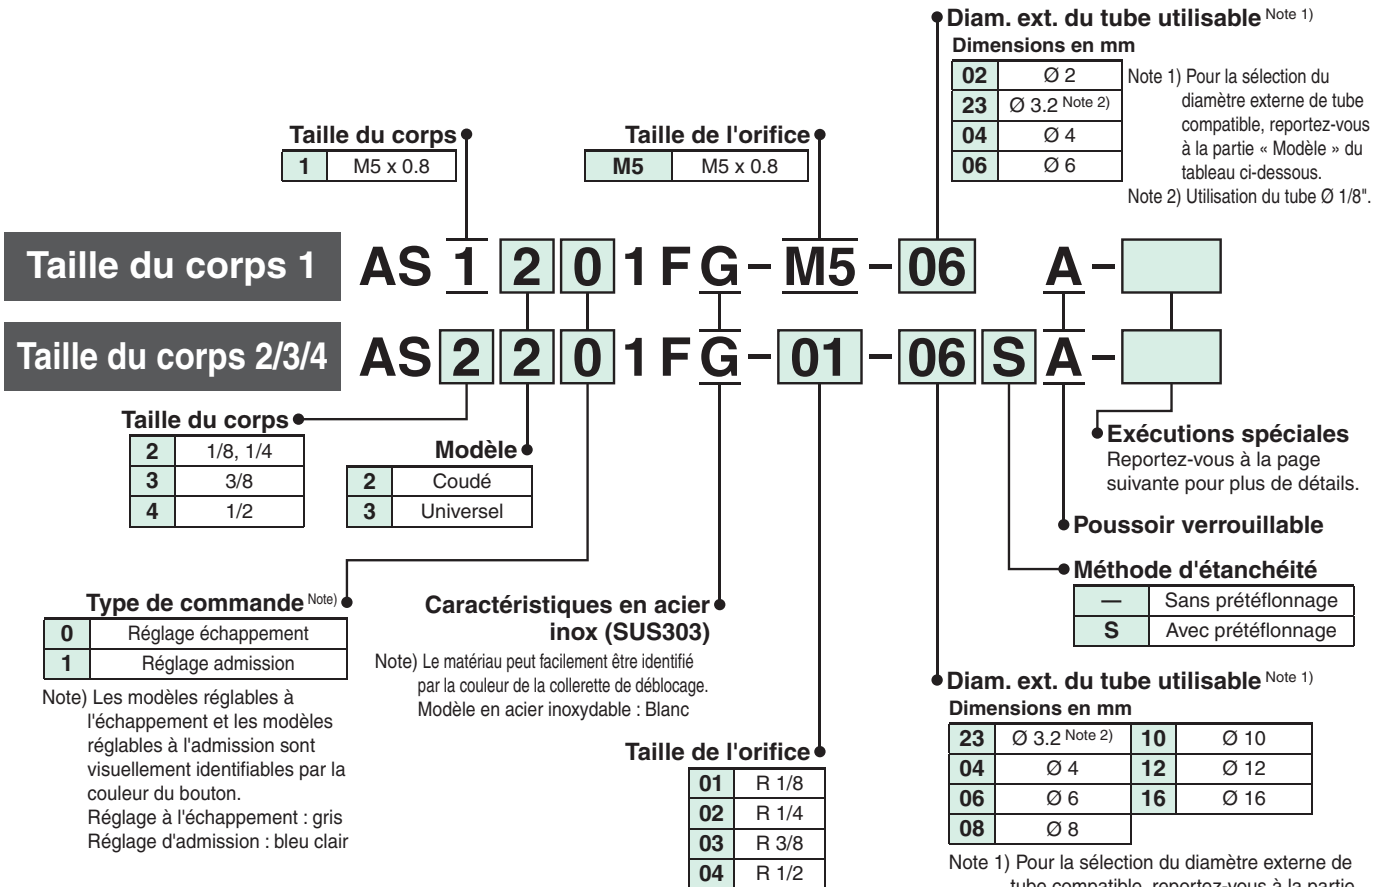 Diam. ext. du tube utilisable Note 1)
Dimensions en mm
02 Ø 2
23 Ø 3.2 Note 2)
04 Ø 4
06 Ø 6
Note 1) Pour la sélection du
diamètre externe de tube
compatible, reportez-vous
à la partie « Modèle » du
tableau ci-dessous.
Note 2) Utilisation du tube Ø 1/8".
Taille du corps
1 M5 x 0.8
Taille de l'orifice
M5 M5 x 0.8
Taille du corps 1 AS 1 2 0 1 F G - M5 - 06 A -
Taille du corps 2/3/4 AS 2 2 0 1 F G - 01 - 06 S A -
Taille du corps
2 1/8, 1/4
3 3/8
4 1/2
Modèle
2 Coudé
3 Universel
Exécutions spéciales
Reportez-vous à la page
suivante pour plus de détails.
Poussoir verrouillable
Méthode d'étanchéité
— Sans prétéflonnage
S Avec prétéflonnage
Type de commande Note)
0 Réglage échappement
1 Réglage admission
Note) Les modèles réglables à
l'échappement et les modèles
réglables à l'admission sont
visuellement identifiables par la
couleur du bouton.
Réglage à l'échappement : gris
Réglage d'admission : bleu clair
Caractéristiques en acier
inox (SUS303)
Note) Le matériau peut facilement être identifié
par la couleur de la collerette de déblocage.
Modèle en acier inoxydable : Blanc
Taille de l'orifice
01 R 1/8
02 R 1/4
03 R 3/8
04 R 1/2
Diam. ext. du tube utilisable Note 1)
Dimensions en mm
23 Ø 3.2 Note 2) 10 Ø 10
04 Ø 4 12 Ø 12
06 Ø 6 16 Ø 16
08 Ø 8
Note 1) Pour la sélection du diamètre externe de
tube compatible, reportez-vous à la partie